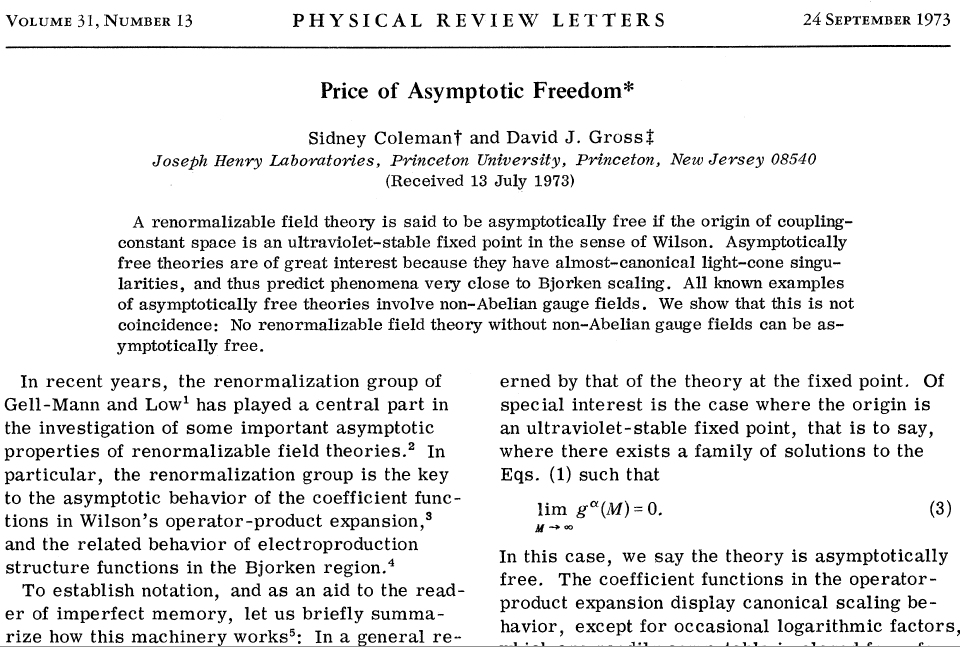 VOLUME 31, NUMBER 13 PHYSICAL REVIEW LETTERS 24 SEPTEMBER 1973
Price of Asymptotic Freedom*
Sidney Coleman† and David J. Gross‡
Joseph Henry Laboratories, Princeton University, Princeton, New Jersey 08540
(Received 13 July 1973)
A renormalizable field theory is said to be asymptotically free if the origin of coupling-
constant space is an ultraviolet-stable fixed point in the sense of Wilson. Asymptotically
free theories are of great interest because they have almost-canonical light-cone singu-
larities, and thus predict phenomena very close to Bjorken scaling. All known examples
of asymptotically free theories involve non-Abelian gauge fields. We show that this is not
coincidence: No renormalizable field theory without non-Abelian gauge fields can be as-
ymptotically free.
In recent years, the renormalization group of
Gell-Mann and Low¹ has played a central part in
the investigation of some important asymptotic
properties of renormalizable field theories.² In
particular, the renormalization group is the key
to the asymptotic behavior of the coefficient func-
tions in Wilson's operator-product expansion,³
and the related behavior of electroproduction
structure functions in the Bjorken region.⁴
To establish notation, and as an aid to the read-
er of imperfect memory, let us briefly summa-
rize how this machinery works⁵: In a general re-
erned by that of the theory at the fixed point. Of
special interest is the case where the origin is
an ultraviolet-stable fixed point, that is to say,
where there exists a family of solutions to the
Eqs. (1) such that
lim g^α(M) = 0. (3)
M→∞
In this case, we say the theory is asymptotically
free. The coefficient functions in the operator-
product expansion display canonical scaling be-
havior, except for occasional logarithmic factors,